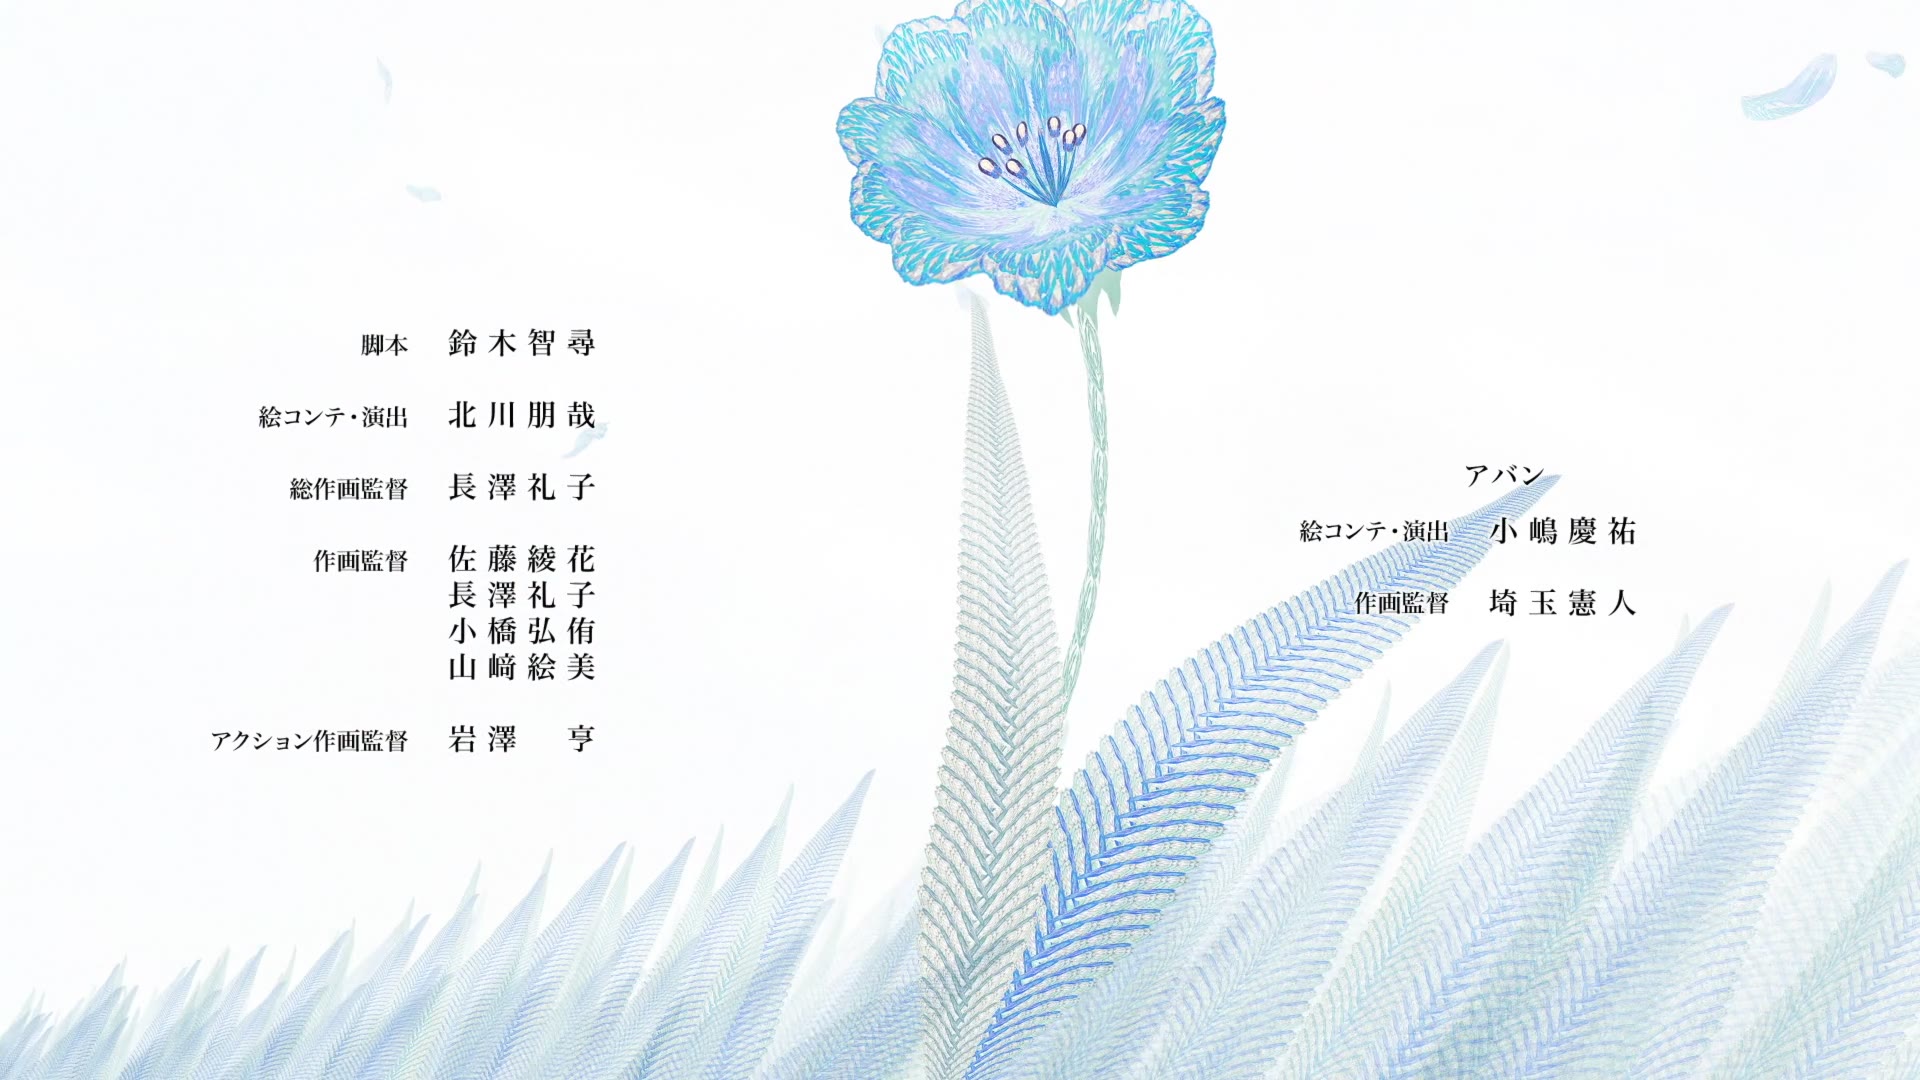 脚本 鈴木智尋
絵コンテ・演出 北川朋哉
総作画監督 長澤礼子
作画監督 佐藤綾花
長澤礼子
小橋弘侑
山﨑絵美
アクション作画監督 岩澤 亨
アバン
絵コンテ・演出 小嶋慶祐
作画監督 埼玉憲人